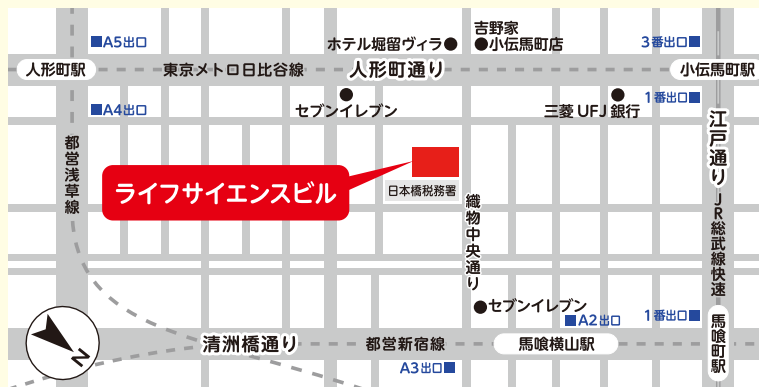 吉野家
A5出口
ホテル堀留ヴィラ
小伝馬町店
3番出口
人形町駅
東京メトロ日比谷線
人形町通り
小伝馬町駅
A4出口
セブンイレブン
三菱UFJ銀行
1番出口
江戸通り
都営浅草線
ライフサイエンスビル
日本橋税務署
織物中央通り
JR総武線快速
セブンイレブン
A2出口
1番出口
馬喰町駅
清洲橋通り
都営新宿線
馬喰横山駅
A3出口
N